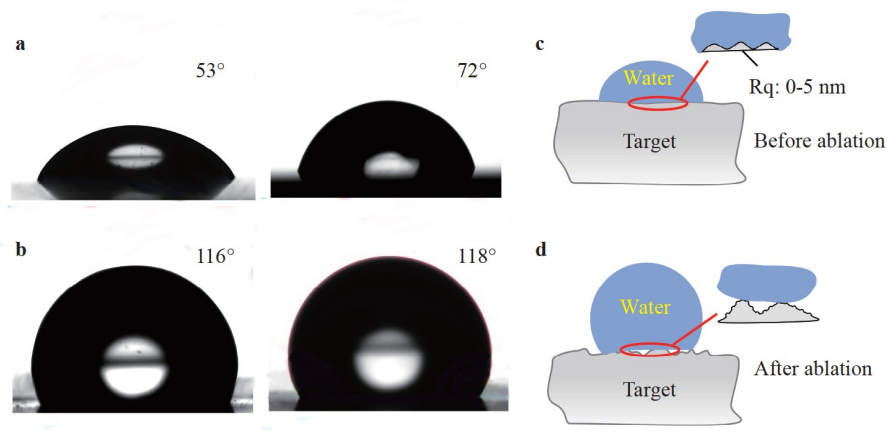 a
53°
72°
c
Water
Rq: 0-5 nm
Target
Before ablation
b
116°
118°
d
Water
After ablation
Target